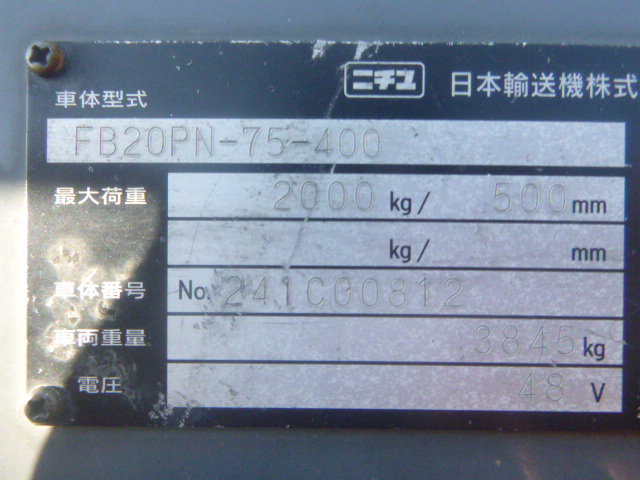 ニチユ 日本輸送機株式
車体型式
FB20PN-75-400
最大荷重 2000 kg/ 500 mm
kg/ mm
車体番号 No. 241C00812
車両重量 3845 kg
電圧 48 V